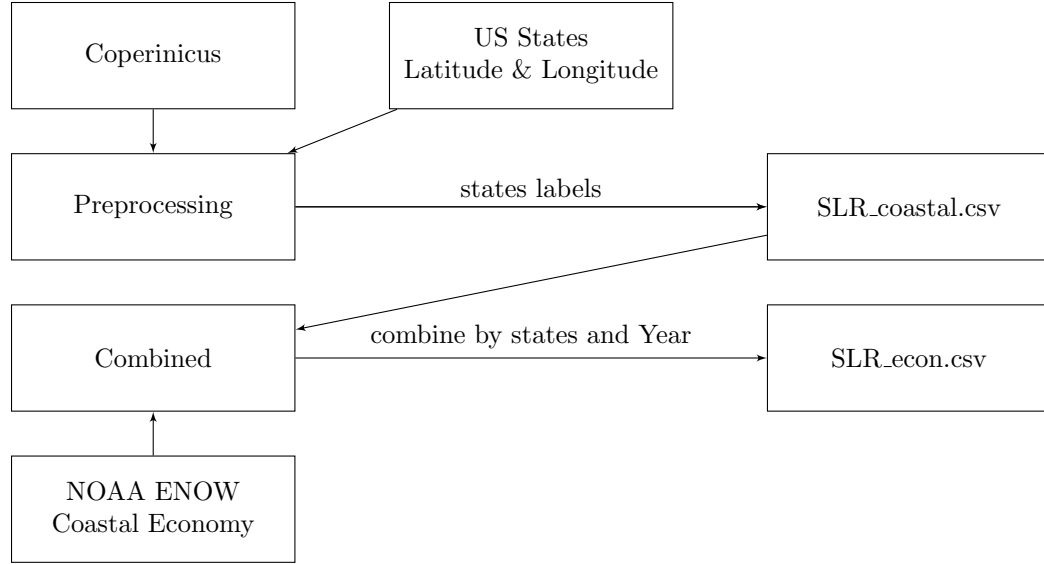 Coperinicus
US States
Latitude & Longitude
Preprocessing
states labels
SLR_coastal.csv
Combined
combine by states and Year
SLR_econ.csv
NOAA ENOW
Coastal Economy